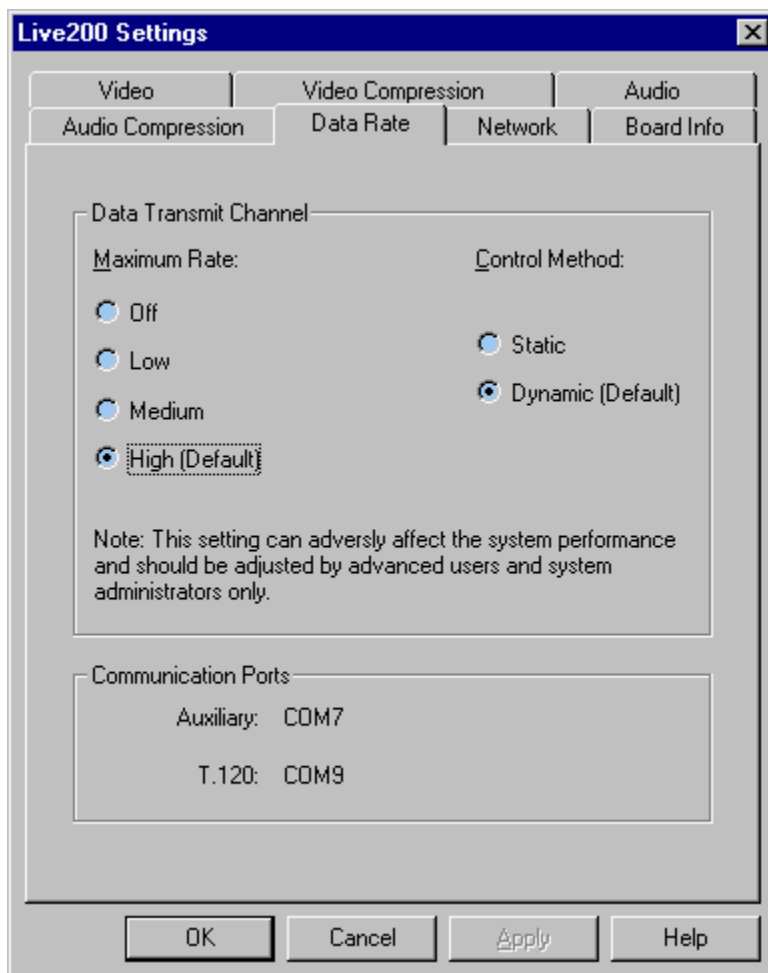 Live200 Settings
Video Video Compression Audio
Audio Compression Data Rate Network Board Info
Data Transmit Channel
Maximum Rate: Control Method:
Off
Static
Low
Dynamic (Default)
Medium
High (Default)
Note: This setting can adversly affect the system performance
and should be adjusted by advanced users and system
administrators only.
Communication Ports
Auxiliary: COM7
T.120: COM9
OK Cancel Apply Help